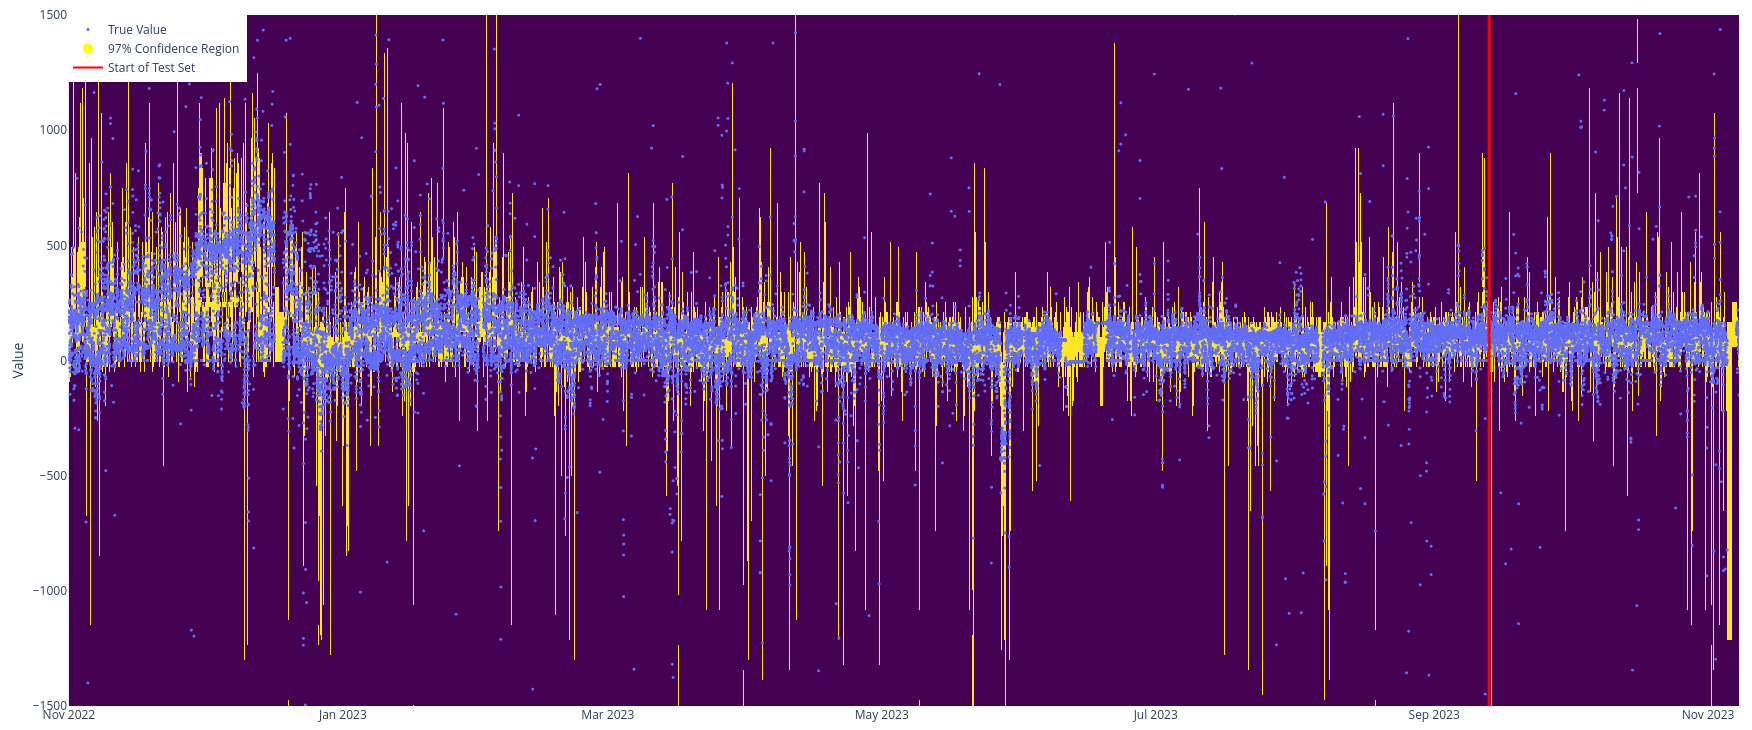 1500
1000
500
0
−500
−1000
−1500
Value
True Value
97% Confidence Region
Start of Test Set
Nov 2022
Jan 2023
Mar 2023
May 2023
Jul 2023
Sep 2023
Nov 2023